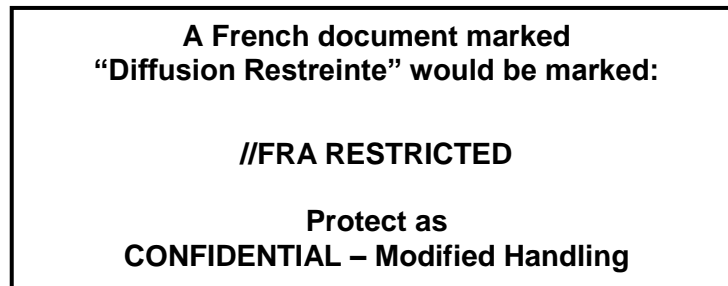 A French document marked
“Diffusion Restreinte” would be marked:
//FRA RESTRICTED
Protect as
CONFIDENTIAL – Modified Handling